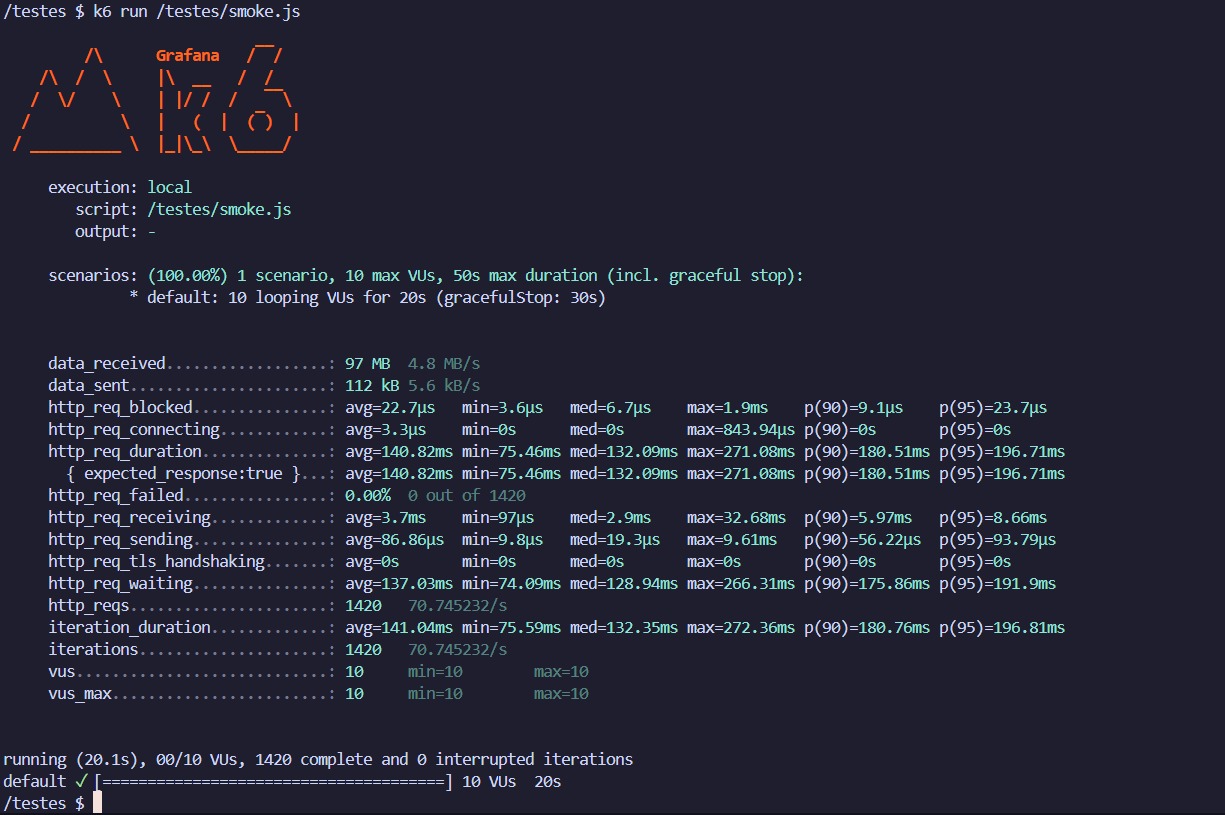 /testes $ k6 run /testes/smoke.js
Grafana
k6
execution: local
script: /testes/smoke.js
output: -
scenarios: (100.00%) 1 scenario, 10 max VUs, 50s max duration (incl. graceful stop):
* default: 10 looping VUs for 20s (gracefulStop: 30s)
data_received..................: 97 MB 4.8 MB/s
data_sent......................: 112 kB 5.6 kB/s
http_req_blocked...............: avg=22.7µs min=3.6µs med=6.7µs max=1.9ms p(90)=9.1µs p(95)=23.7µs
http_req_connecting............: avg=3.3µs min=0s med=0s max=843.94µs p(90)=0s p(95)=0s
http_req_duration..............: avg=140.82ms min=75.46ms med=132.09ms max=271.08ms p(90)=180.51ms p(95)=196.71ms
{ expected_response:true }...: avg=140.82ms min=75.46ms med=132.09ms max=271.08ms p(90)=180.51ms p(95)=196.71ms
http_req_failed................: 0.00% 0 out of 1420
http_req_receiving.............: avg=3.7ms min=97µs med=2.9ms max=32.68ms p(90)=5.97ms p(95)=8.66ms
http_req_sending...............: avg=86.86µs min=9.8µs med=19.3µs max=9.61ms p(90)=56.22µs p(95)=93.79µs
http_req_tls_handshaking.......: avg=0s min=0s med=0s max=0s p(90)=0s p(95)=0s
http_req_waiting...............: avg=137.03ms min=74.09ms med=128.94ms max=266.31ms p(90)=175.86ms p(95)=191.9ms
http_reqs......................: 1420 70.745232/s
iteration_duration.............: avg=141.04ms min=75.59ms med=132.35ms max=272.36ms p(90)=180.76ms p(95)=196.81ms
iterations.....................: 1420 70.745232/s
vus............................: 10 min=10 max=10
vus_max........................: 10 min=10 max=10
running (20.1s), 00/10 VUs, 1420 complete and 0 interrupted iterations
default ✓ [======================================] 10 VUs 20s
/testes $